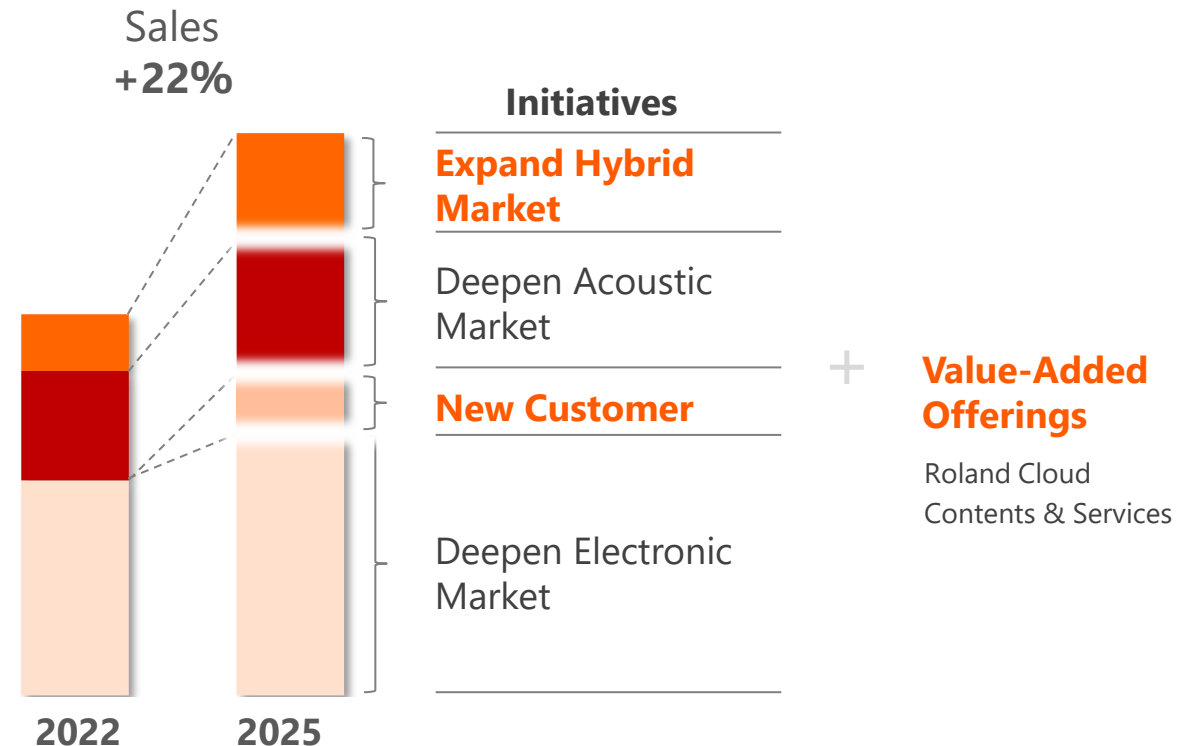 Sales
+22%
Initiatives
Expand Hybrid
Market
Deepen Acoustic
Market
New Customer
Deepen Electronic
Market
+
Value-Added
Offerings
Roland Cloud
Contents & Services
2022
2025